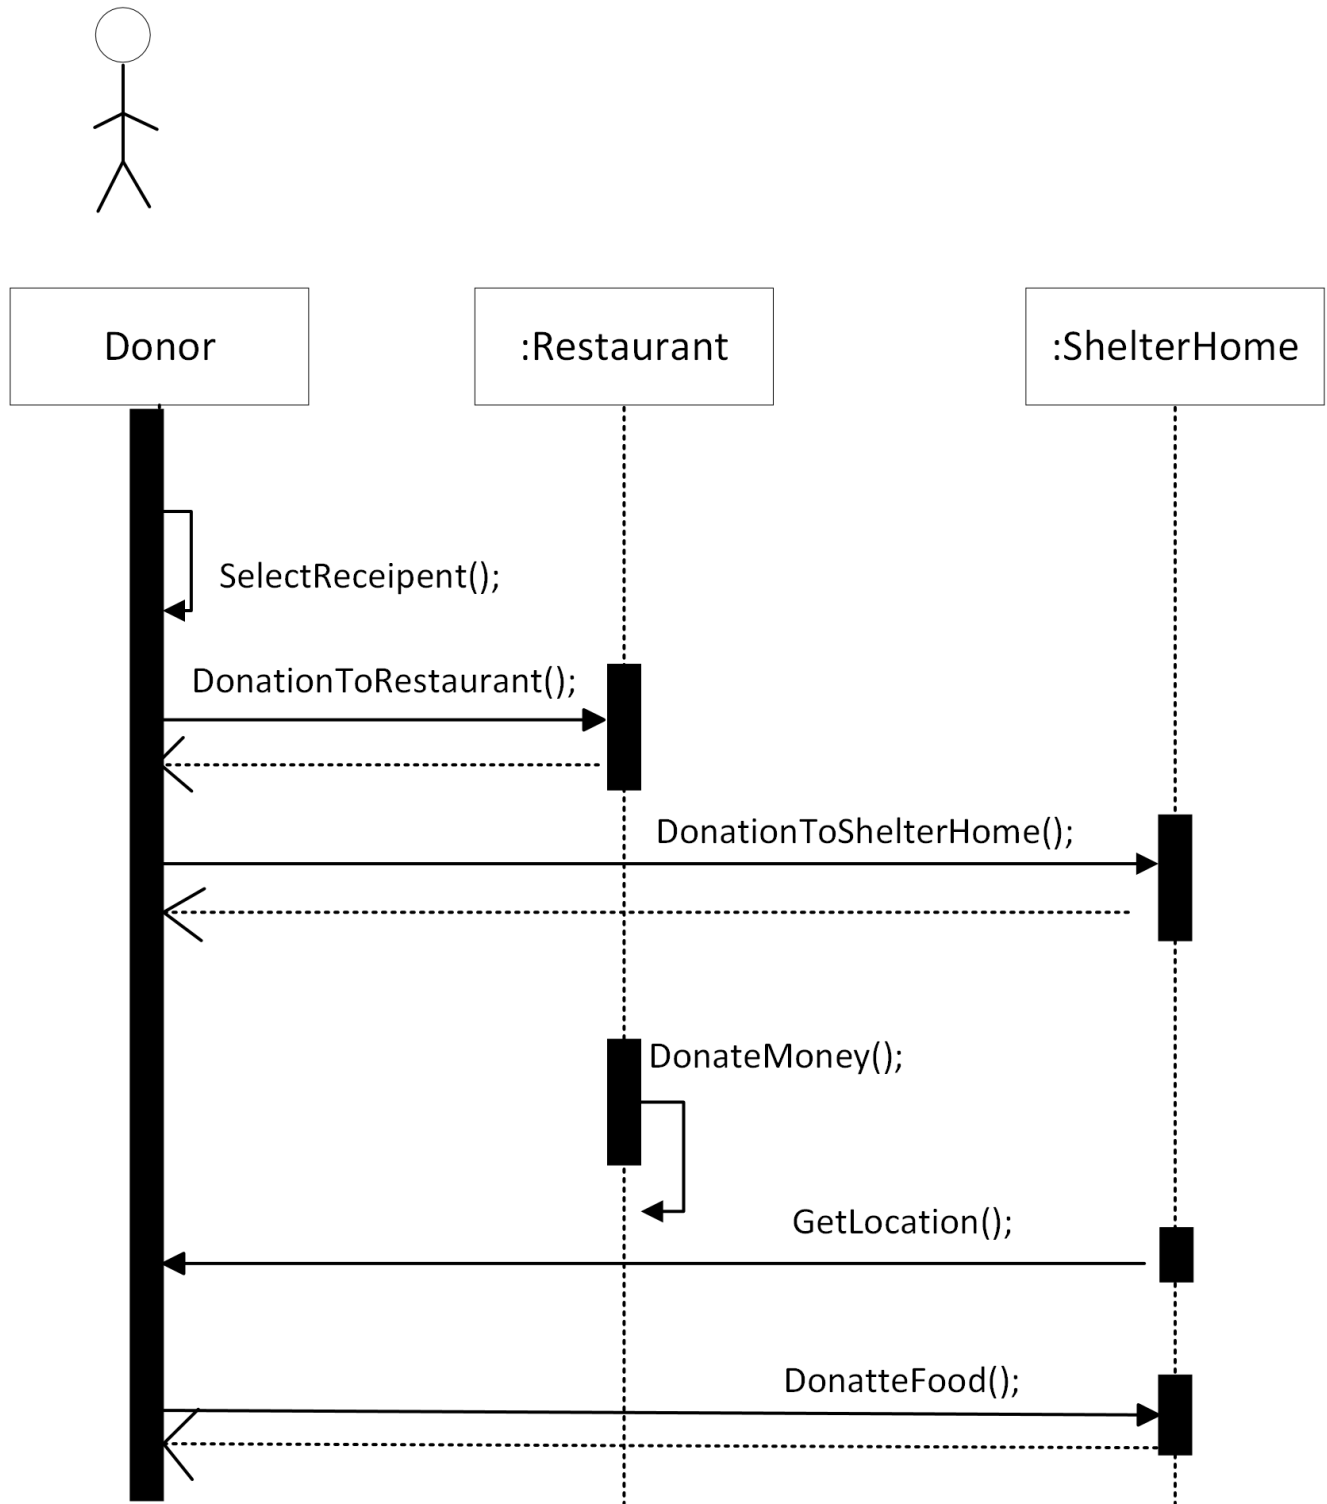 Donor
:Restaurant
:ShelterHome
SelectReceipent();
DonationToRestaurant();
DonationToShelterHome();
DonateMoney();
GetLocation();
DonatteFood();